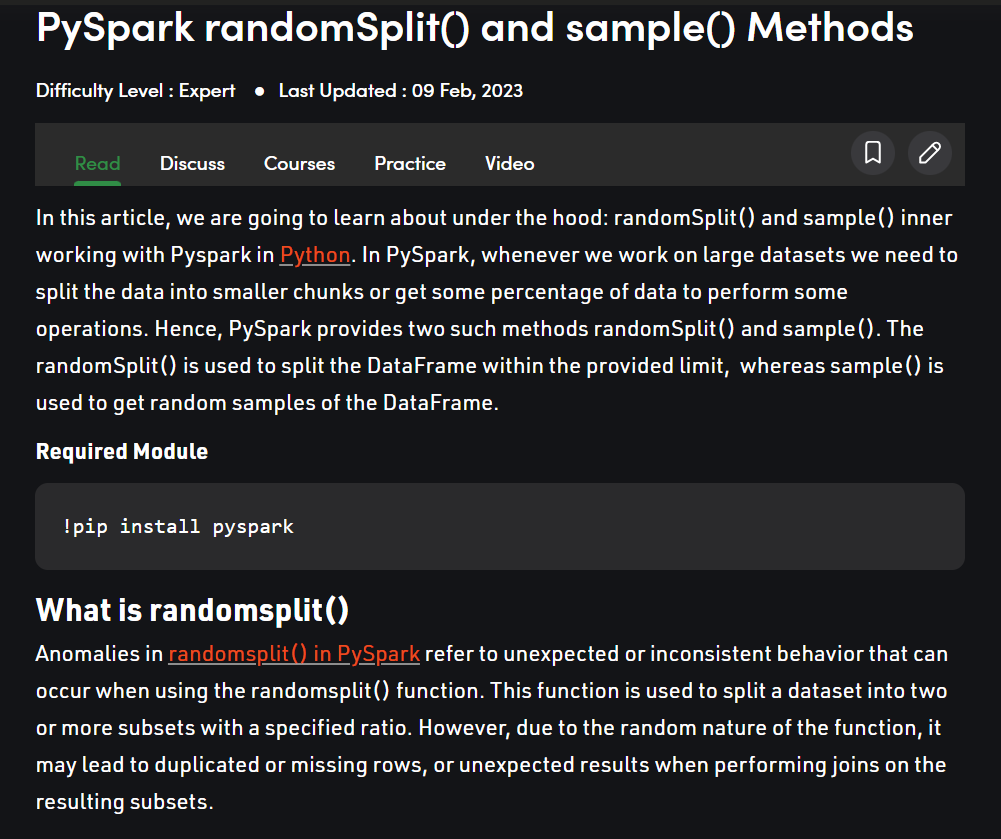 PySpark randomSplit() and sample() Methods
Difficulty Level : Expert ● Last Updated : 09 Feb, 2023
Read Discuss Courses Practice Video
In this article, we are going to learn about under the hood: randomSplit() and sample() inner
working with Pyspark in Python. In PySpark, whenever we work on large datasets we need to
split the data into smaller chunks or get some percentage of data to perform some
operations. Hence, PySpark provides two such methods randomSplit() and sample(). The
randomSplit() is used to split the DataFrame within the provided limit, whereas sample() is
used to get random samples of the DataFrame.
Required Module
!pip install pyspark
What is randomsplit()
Anomalies in randomsplit() in PySpark refer to unexpected or inconsistent behavior that can
occur when using the randomsplit() function. This function is used to split a dataset into two
or more subsets with a specified ratio. However, due to the random nature of the function, it
may lead to duplicated or missing rows, or unexpected results when performing joins on the
resulting subsets.